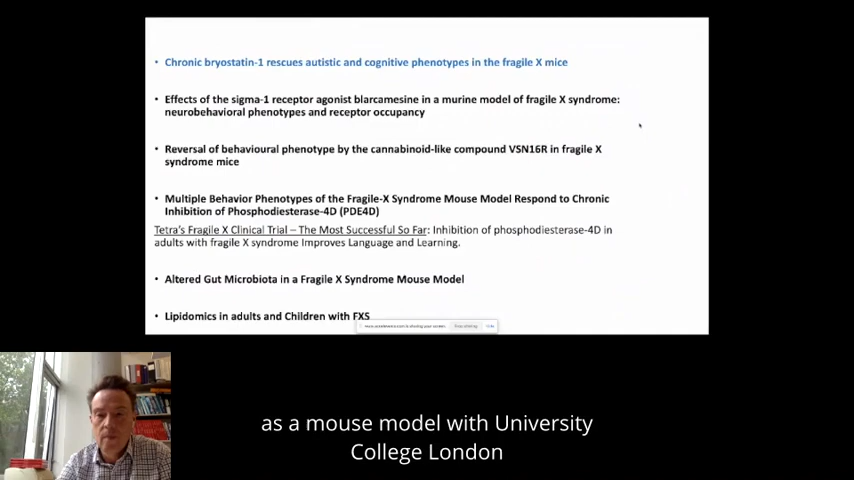 • Chronic bryostatin-1 rescues autistic and cognitive phenotypes in the fragile X mice
• Effects of the sigma-1 receptor agonist blarcamesine in a murine model of fragile X syndrome:
neurobehavioral phenotypes and receptor occupancy
• Reversal of behavioural phenotype by the cannabinoid-like compound VSN16R in fragile X
syndrome mice
• Multiple Behavior Phenotypes of the Fragile-X Syndrome Mouse Model Respond to Chronic
Inhibition of Phosphodiesterase-4D (PDE4D)
Tetra's Fragile X Clinical Trial – The Most Successful So Far: Inhibition of phosphodiesterase-4D in
adults with fragile X syndrome Improves Language and Learning.
• Altered Gut Microbiota in a Fragile X Syndrome Mouse Model
• Lipidomics in adults and Children with FXS
as a mouse model with University
College London